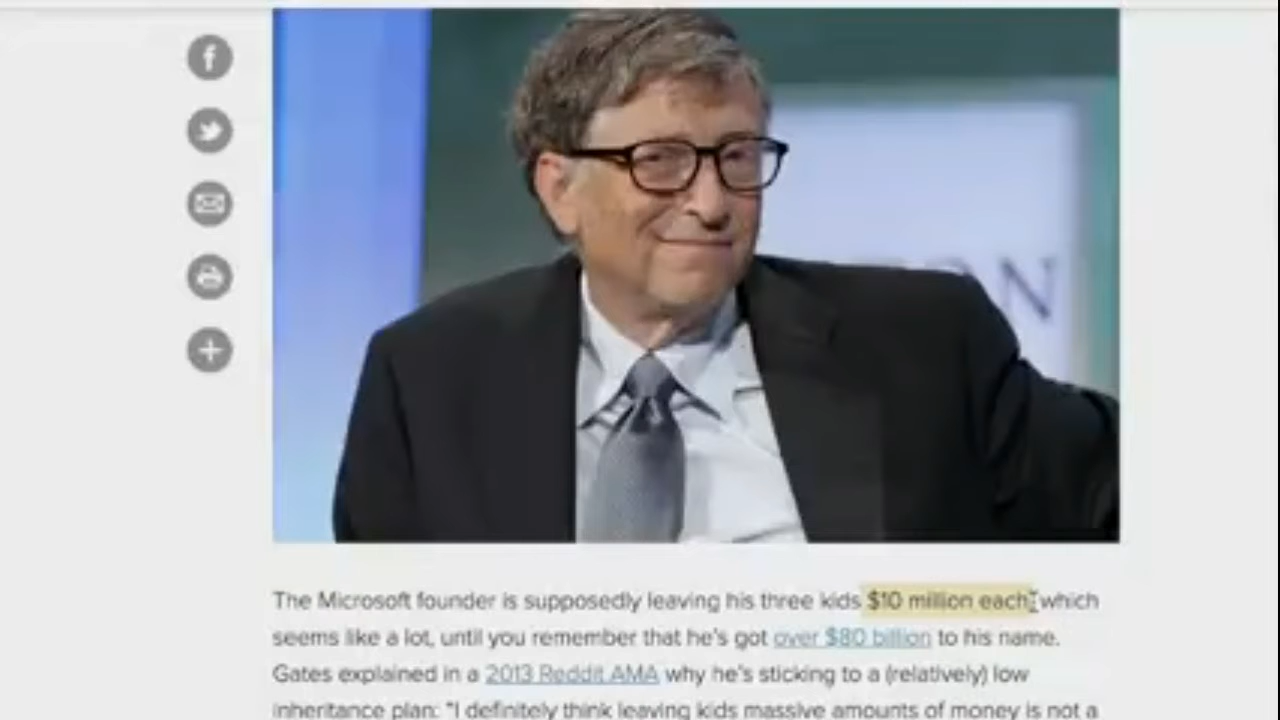 ON
The Microsoft founder is supposedly leaving his three kids $10 million each, which
seems like a lot, until you remember that he's got over $80 billion to his name.
Gates explained in a 2013 Reddit AMA why he's sticking to a (relatively) low
inheritance plan: "I definitely think leaving kids massive amounts of money is not a